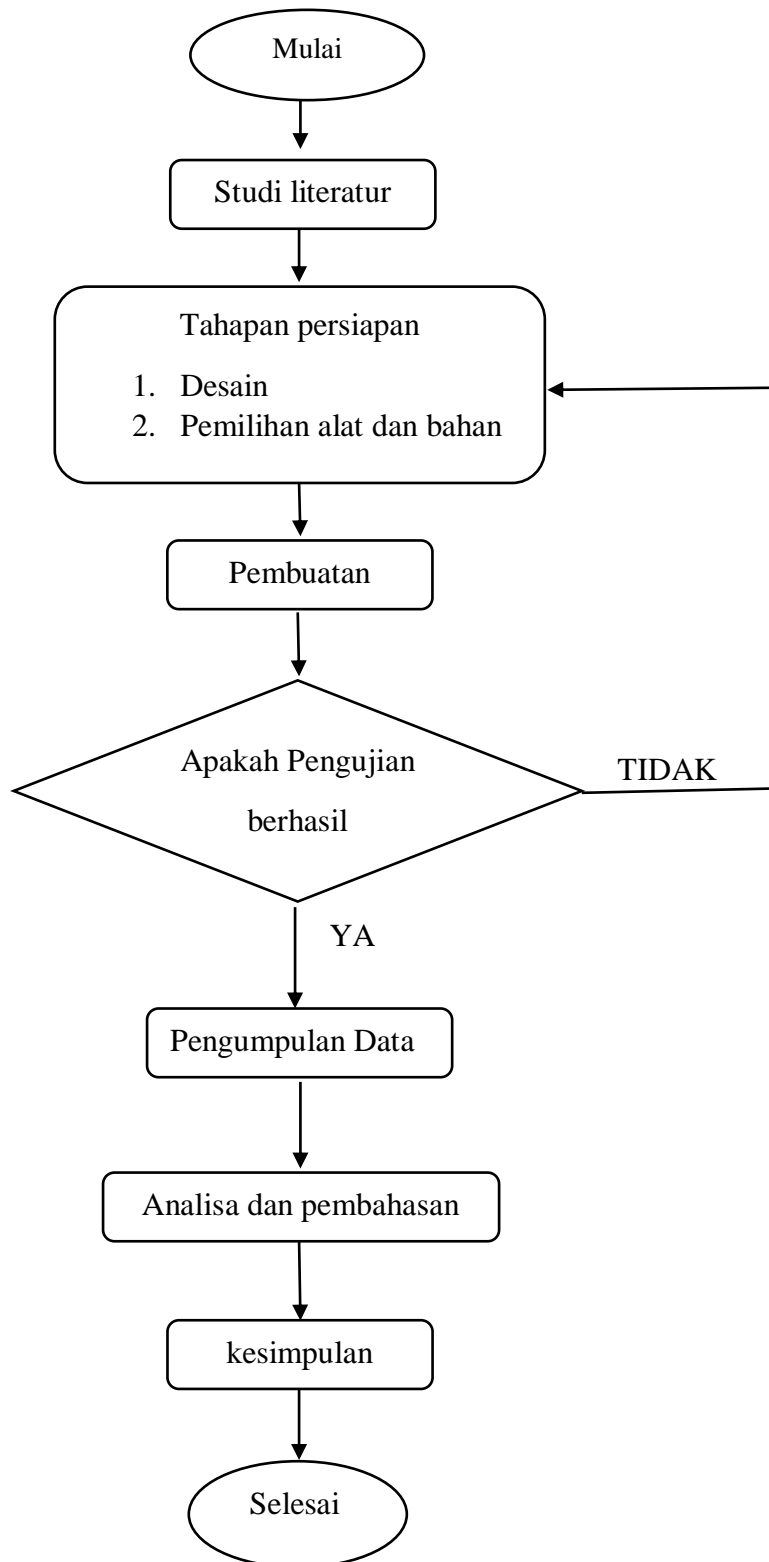 Mulai
Studi literatur
Tahapan persiapan
1. Desain
2. Pemilihan alat dan bahan
Pembuatan
Apakah Pengujian
berhasil
TIDAK
YA
Pengumpulan Data
Analisa dan pembahasan
kesimpulan
Selesai